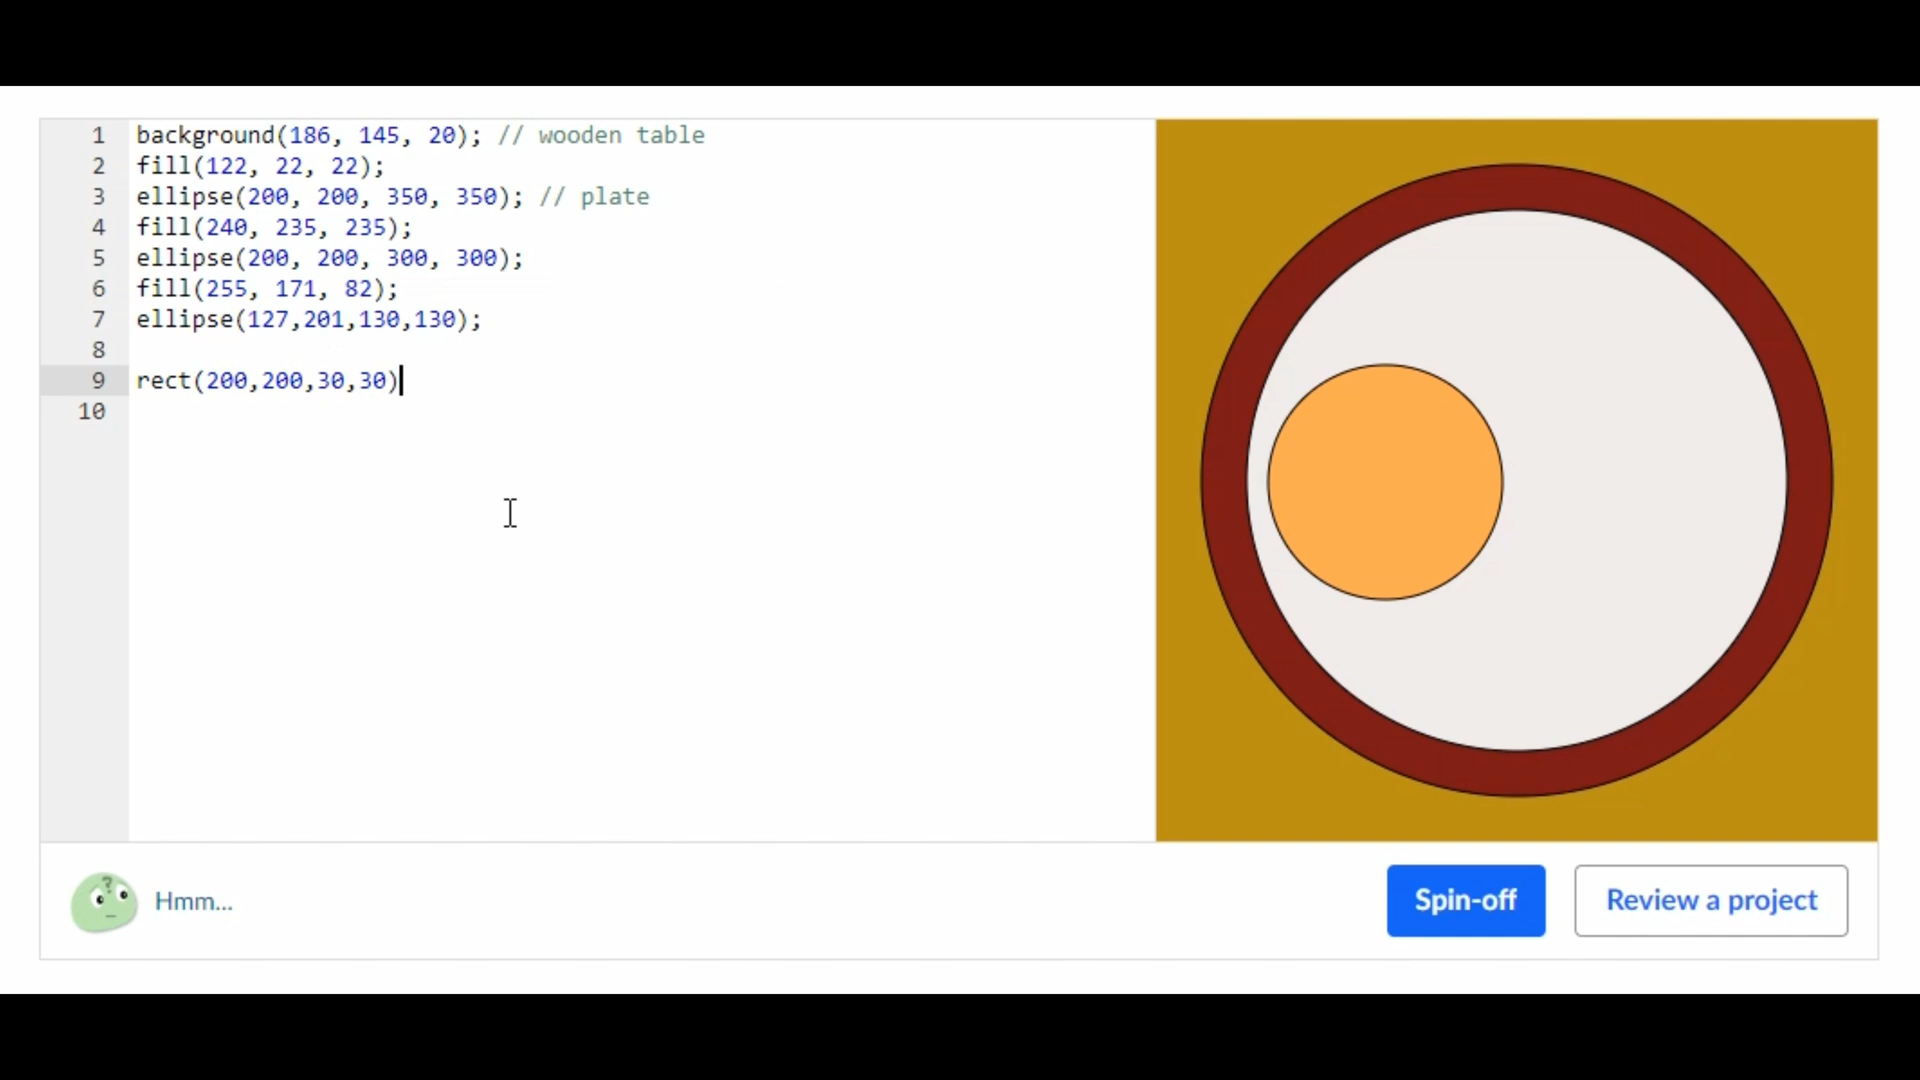 1 background(186, 145, 20); // wooden table
2 fill(122, 22, 22);
3 ellipse(200, 200, 350, 350); // plate
4 fill(240, 235, 235);
5 ellipse(200, 200, 300, 300);
6 fill(255, 171, 82);
7 ellipse(127,201,130,130);
8
9 rect(200,200,30,30)
10
?
Hmm...
Spin-off
Review a project